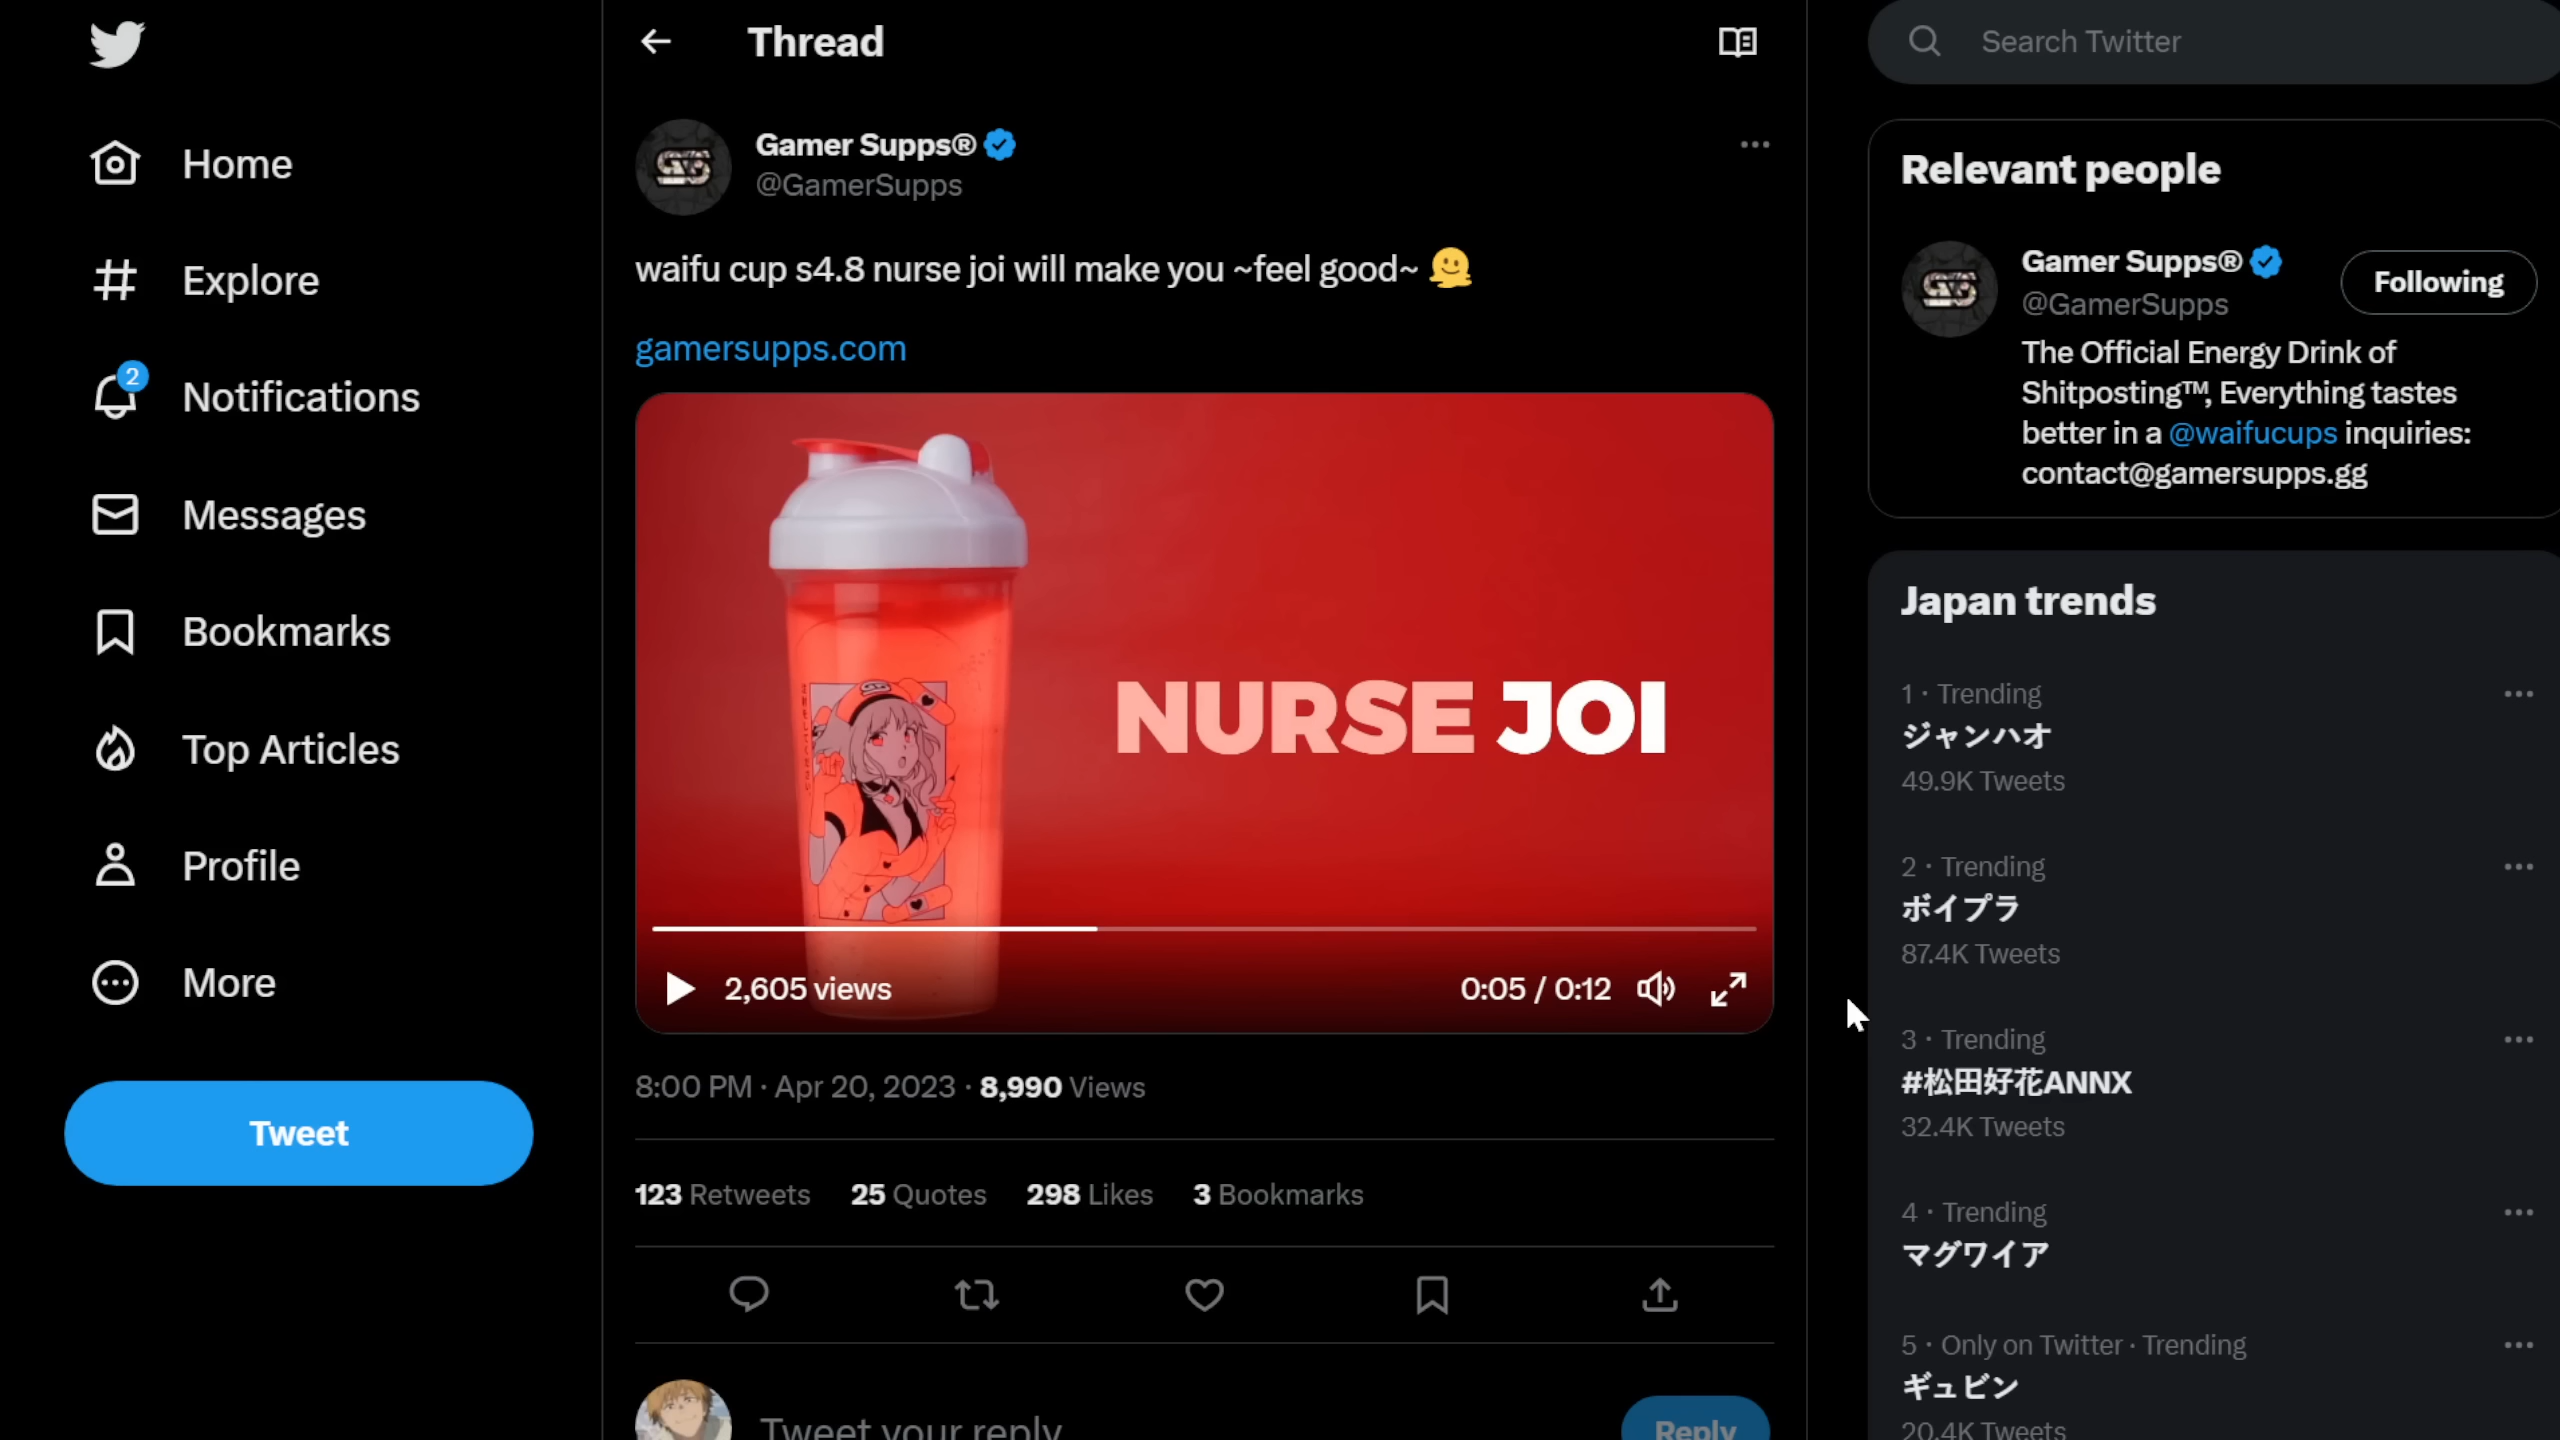 Home
Explore
2
Notifications
Messages
Bookmarks
Top Articles
Profile
More
Tweet
Thread
Gamer Supps®
@GamerSupps
waifu cup s4.8 nurse joi will make you ~feel good~
gamersupps.com
NURSE JOI
2,605 views
0:05 / 0:12
8:00 PM · Apr 20, 2023 · 8,990 Views
123 Retweets 25 Quotes 298 Likes 3 Bookmarks
Tweet your reply
Reply
Search Twitter
Relevant people
Gamer Supps®
@GamerSupps
Following
The Official Energy Drink of
Shitposting™, Everything tastes
better in a @waifucups inquiries:
contact@gamersupps.gg
Japan trends
1 · Trending
ジャンハオ
49.9K Tweets
2 · Trending
ボイプラ
87.4K Tweets
3 · Trending
#松田好花ANNX
32.4K Tweets
4 · Trending
マグワイア
5 · Only on Twitter · Trending
ギュビン
20.4K Tweets